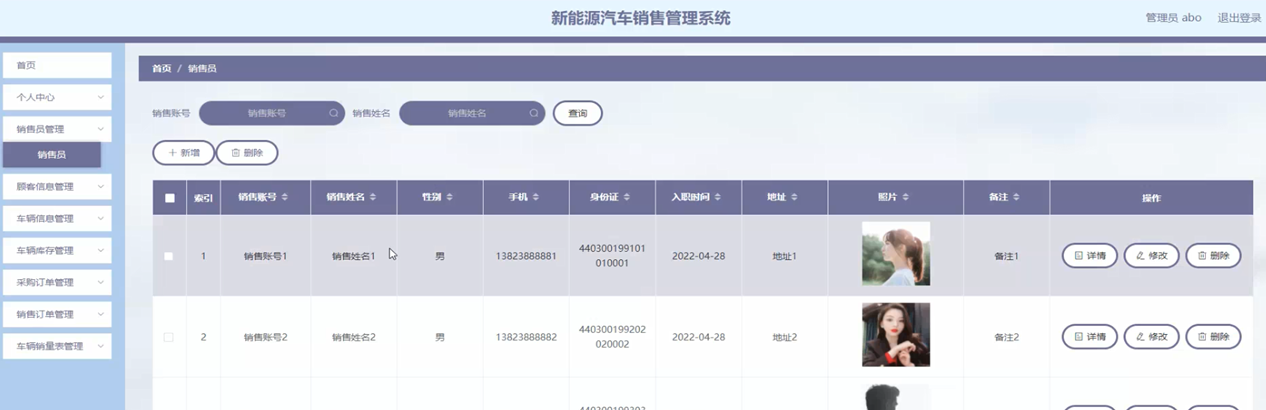 新能源汽车销售管理系统
管理员 abo 退出登录
首页
个人中心
销售员管理
销售员
顾客信息管理
车辆信息管理
车辆库存管理
采购订单管理
销售订单管理
车辆销量表管理
首页 / 销售员
销售账号 销售账号 销售姓名 销售姓名 查询
+ 新增 删除
索引 销售账号 销售姓名 性别 手机 身份证 入职时间 地址 照片 备注 操作
1 销售账号1 销售姓名1 男 13823888881 440300199101010001 2022-04-28 地址1 备注1 详情 修改 删除
2 销售账号2 销售姓名2 男 13823888882 440300199202020002 2022-04-28 地址2 备注2 详情 修改 删除